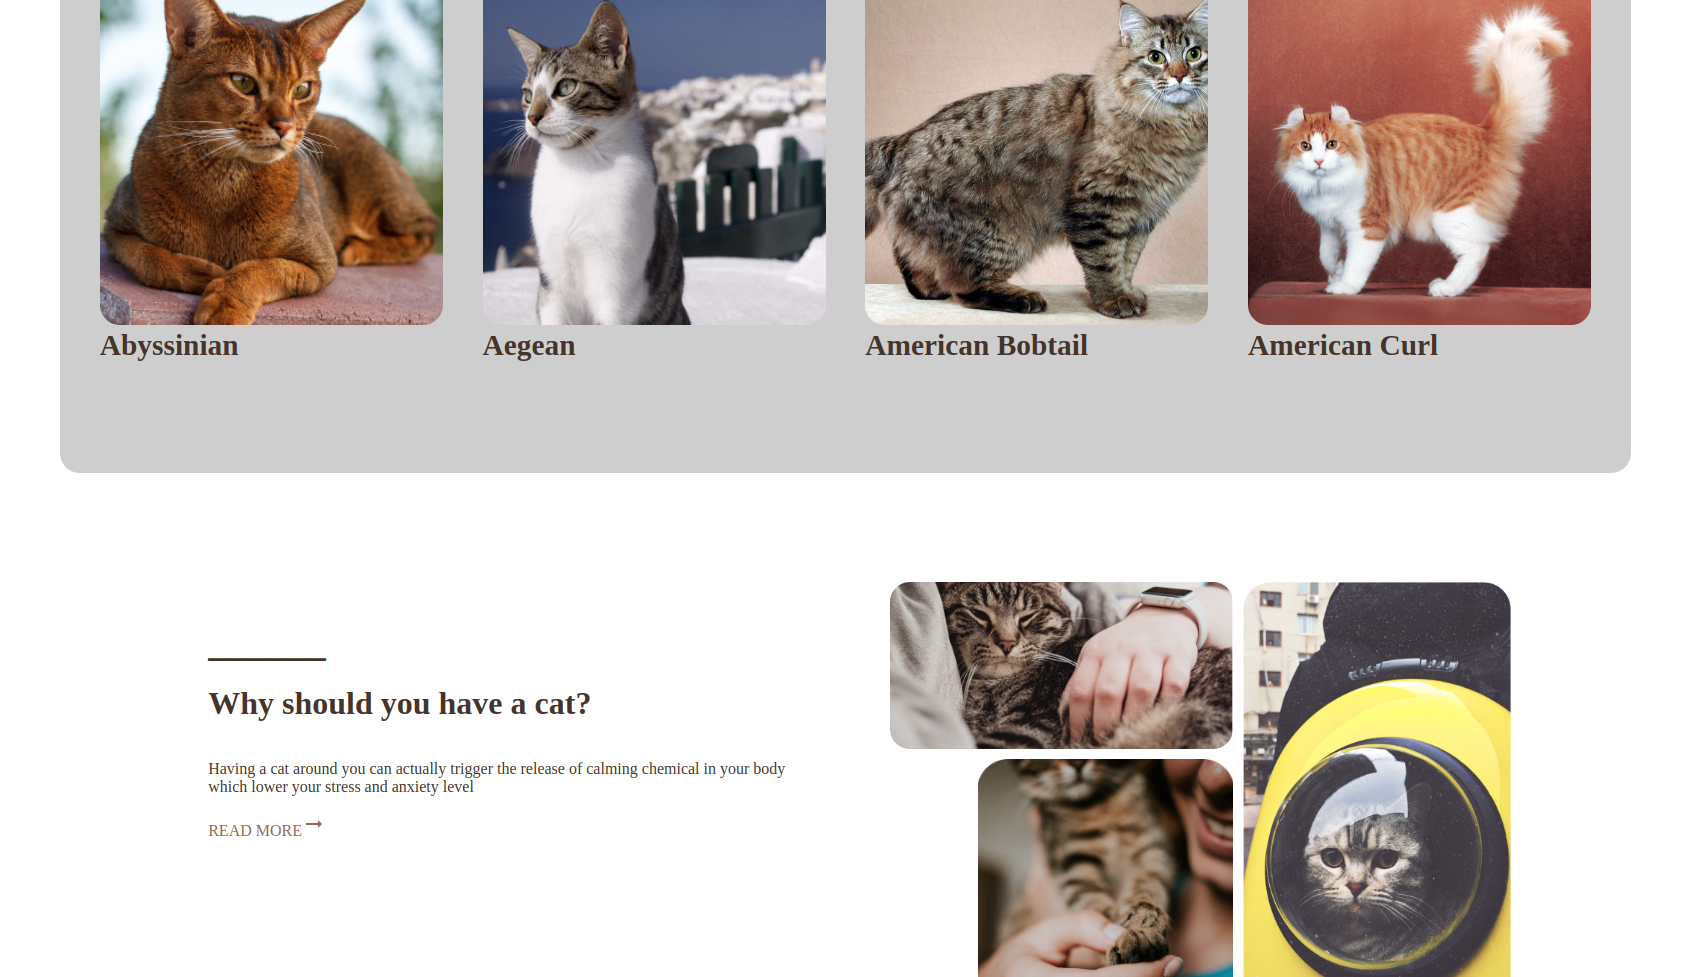 Abyssinian
Aegean
American Bobtail
American Curl
Why should you have a cat?
Having a cat around you can actually trigger the release of calming chemical in your body
which lower your stress and anxiety level
READ MORE